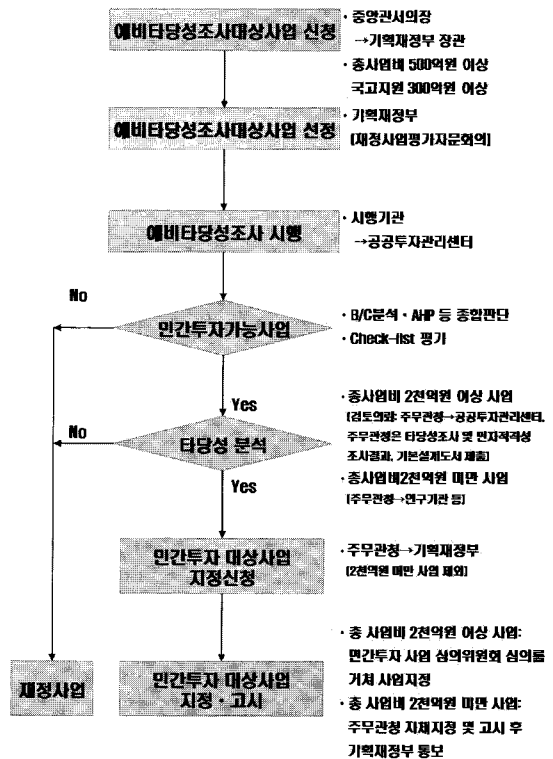 예비타당성조사대상사업 신청
· 중앙관서의장
→기획재정부 장관
· 총사업비 500억원 이상
국고지원 300억원 이상
예비타당성조사대상사업 선정
· 기획재정부
[재정사업평가자문회의]
예비타당성조사 시행
· 시행기관
→공공투자관리센터
No
민간투자가능사업
· B/C분석 · AHP 등 종합판단
· Check-list 평가
Yes
· 총사업비 2천억원 이상 사업
[검토의뢰: 주무관청→공공투자관리센터,
주무관청은 타당성조사 및 민자적격성
조사결과, 기본설계도서 제출]
No
타당성 분석
· 총사업비2천억원 미만 사업
[주무관청→연구기관 등]
Yes
민간투자 대상사업
지정신청
· 주무관청→기획재정부
[2천억원 미만 사업 제외]
재정사업
민간투자 대상사업
지정 · 고시
· 총 사업비 2천억원 이상 사업:
민간투자 사업 심의위원회 심의를
거쳐 사업지정
· 총 사업비 2천억원 미만 사업:
주무관청 자체지정 및 고시 후
기획재정부 통보